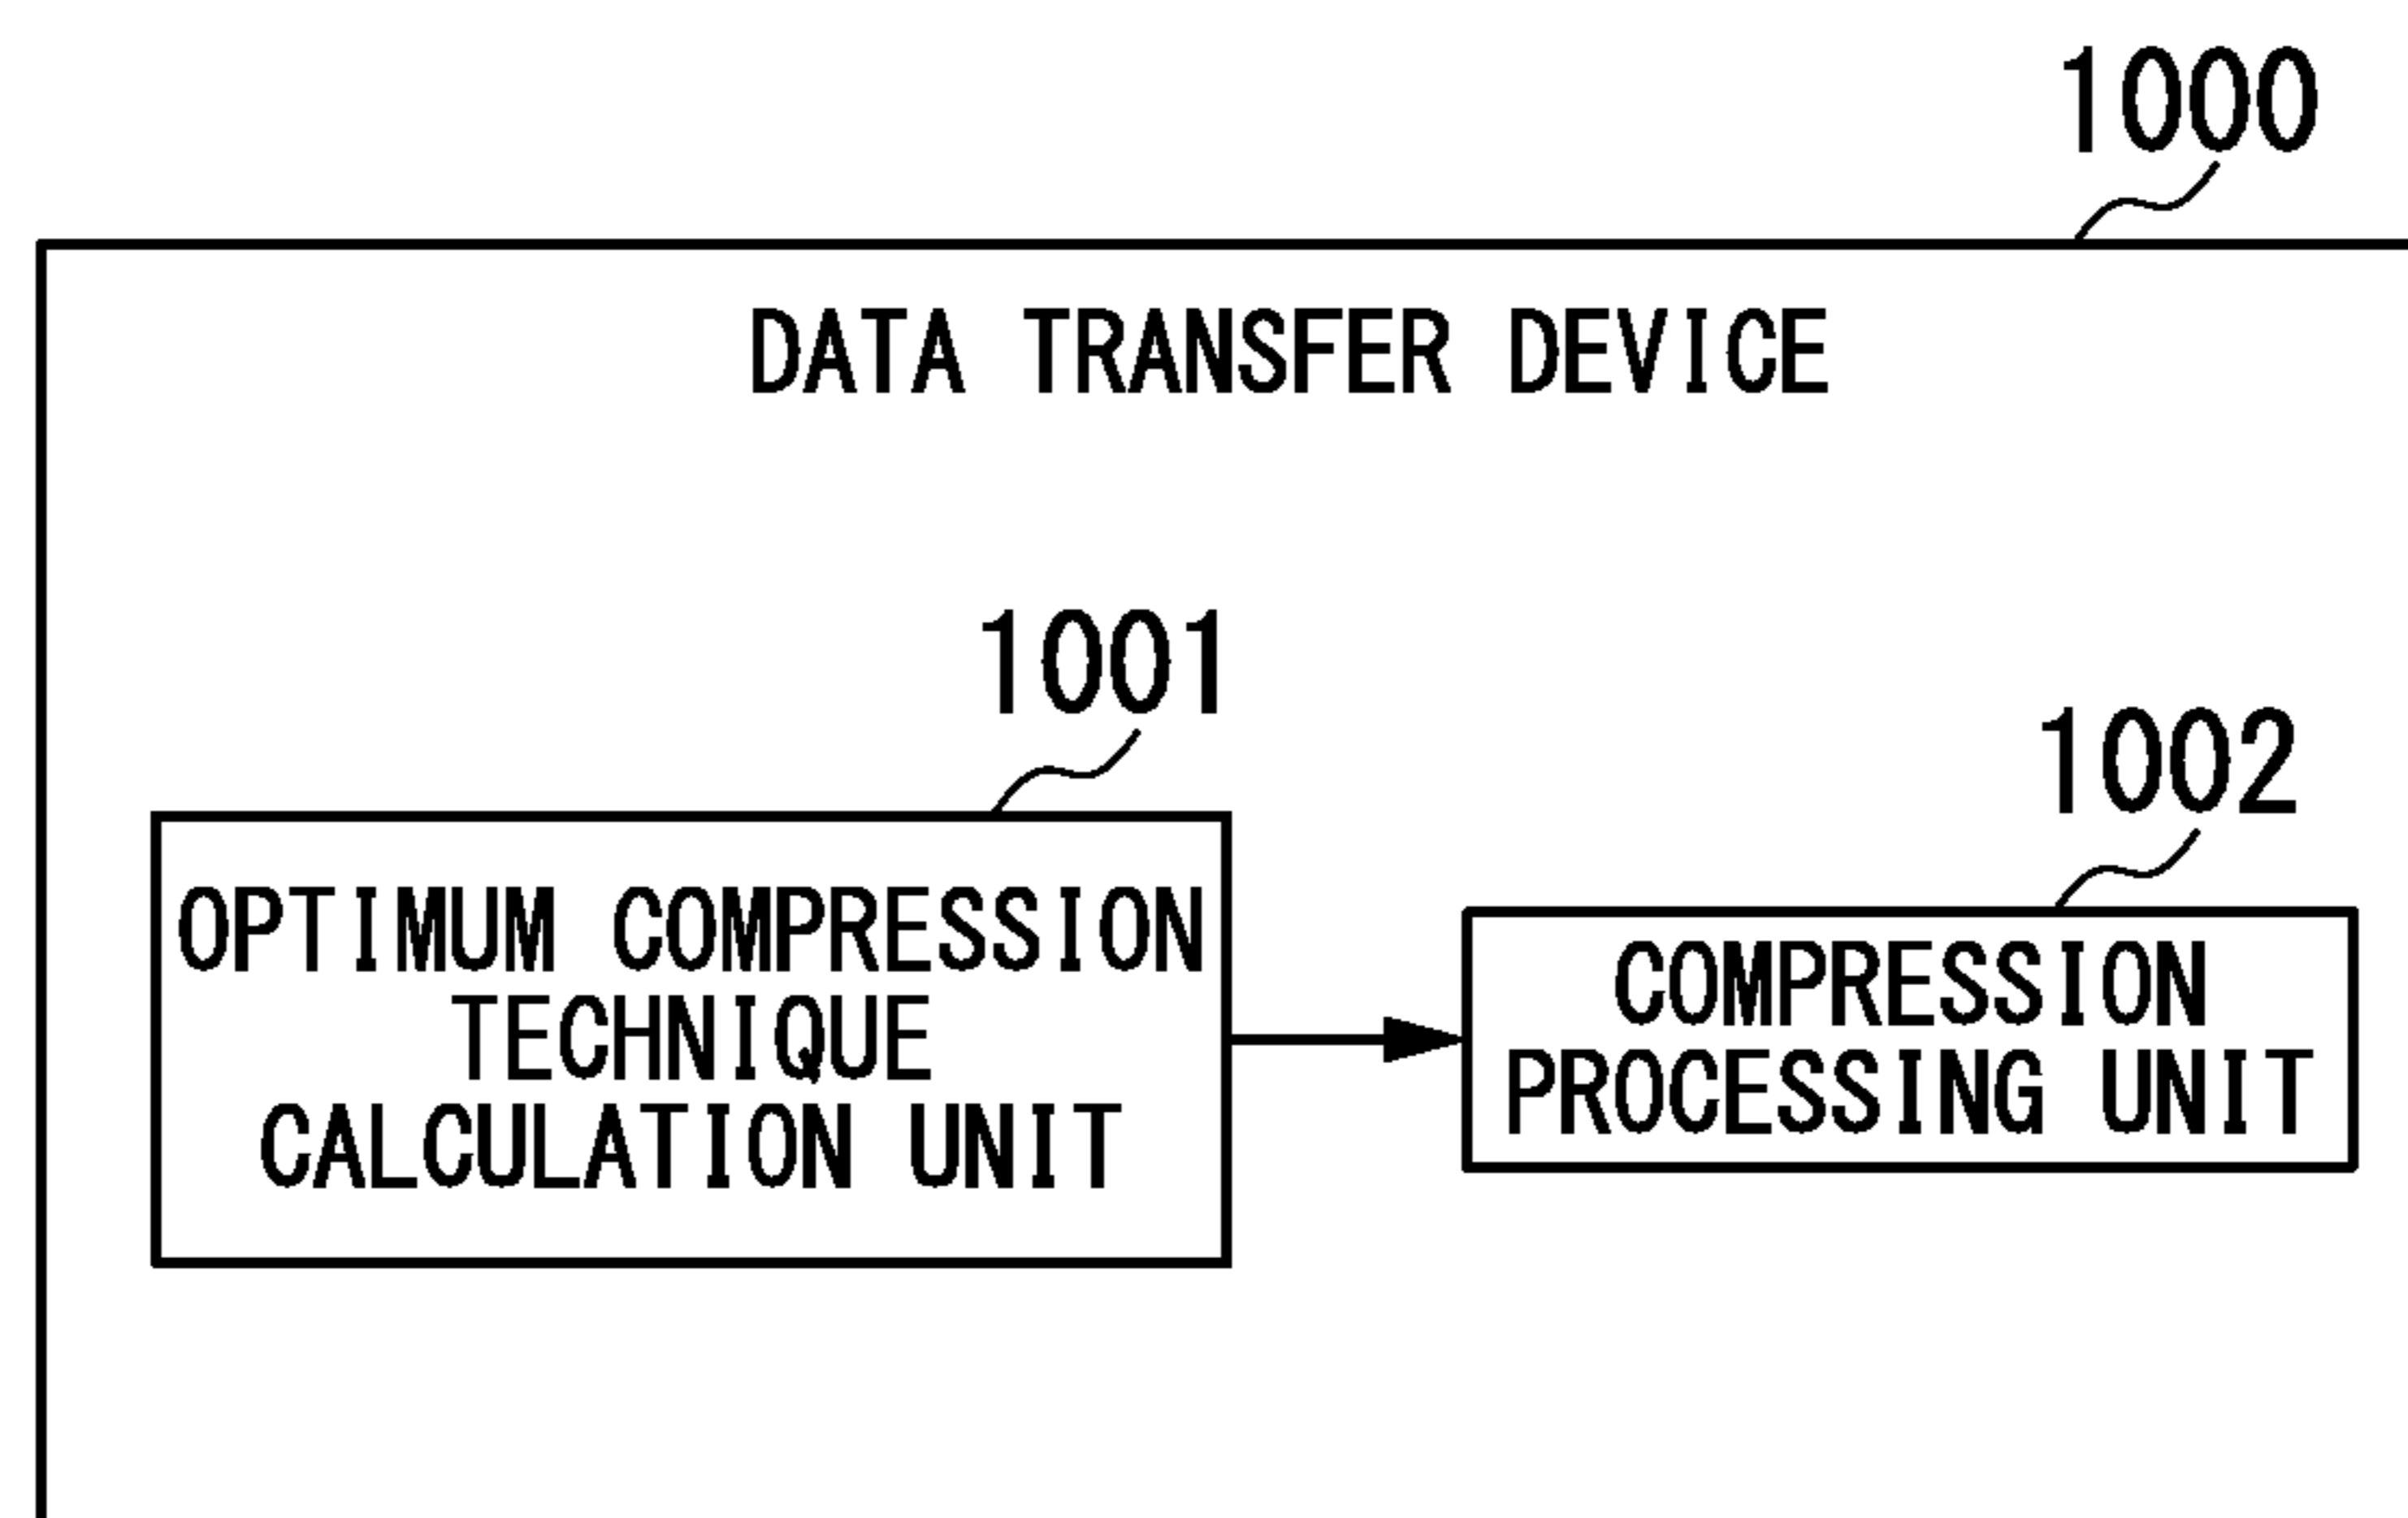 1000
DATA TRANSFER DEVICE
1001
1002
OPTIMUM COMPRESSION
TECHNIQUE
CALCULATION UNIT
COMPRESSION
PROCESSING UNIT